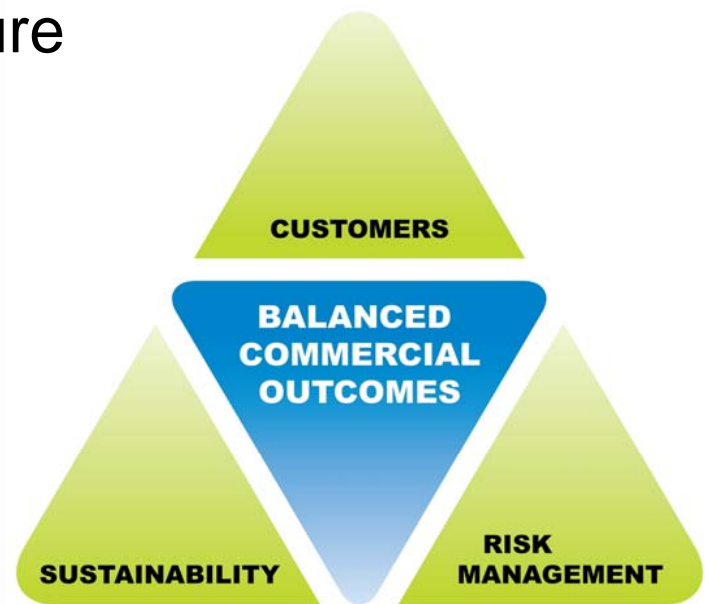 ure
CUSTOMERS
BALANCED
COMMERCIAL
OUTCOMES
SUSTAINABILITY
RISK
MANAGEMENT